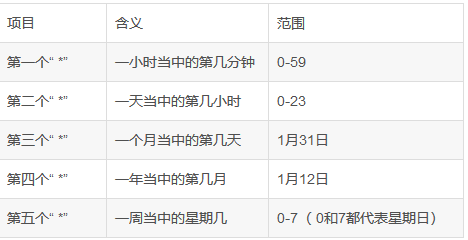 项目 含义 范围
第一个“ *” 一小时当中的第几分钟 0-59
第二个“ *” 一天当中的第几小时 0-23
第三个“ *” 一个月当中的第几天 1月31日
第四个“ *” 一年当中的第几月 1月12日
第五个“ *” 一周当中的星期几 0-7（ 0和7都代表星期日）